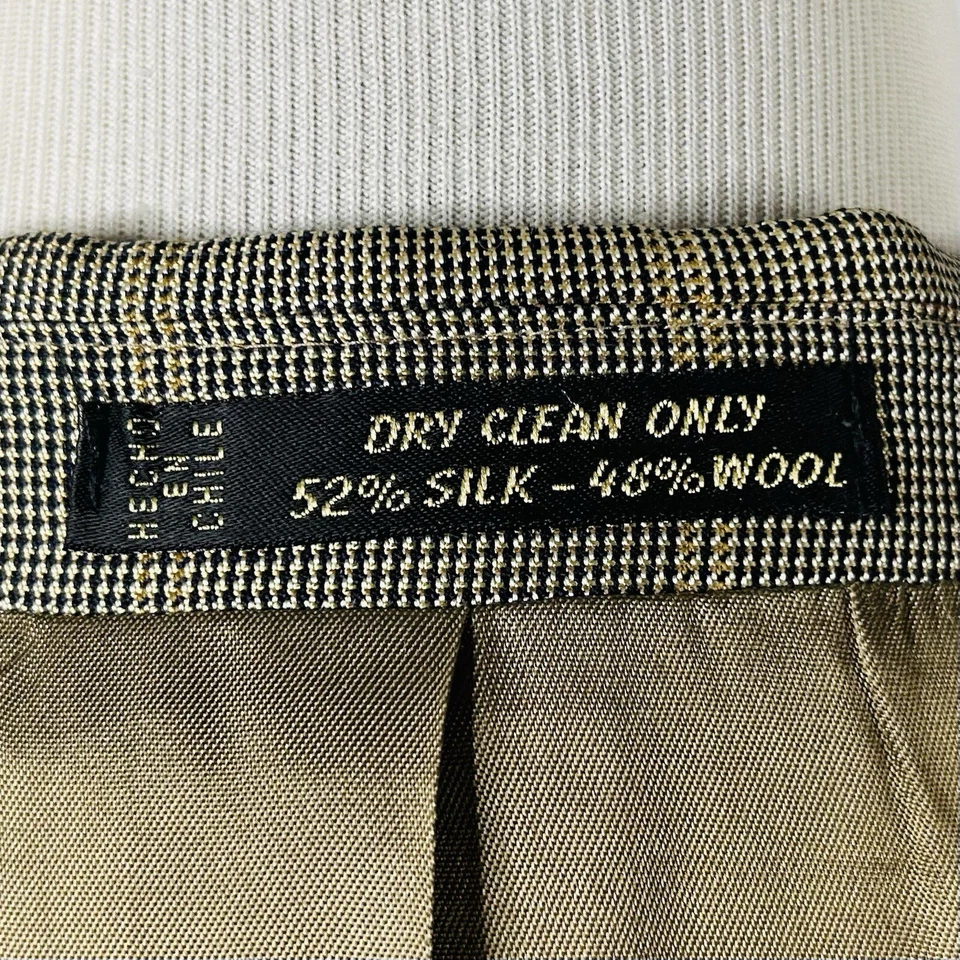 HECHO
EN
CHILE
DRY CLEAN ONLY
52% SILK - 48% WOOL